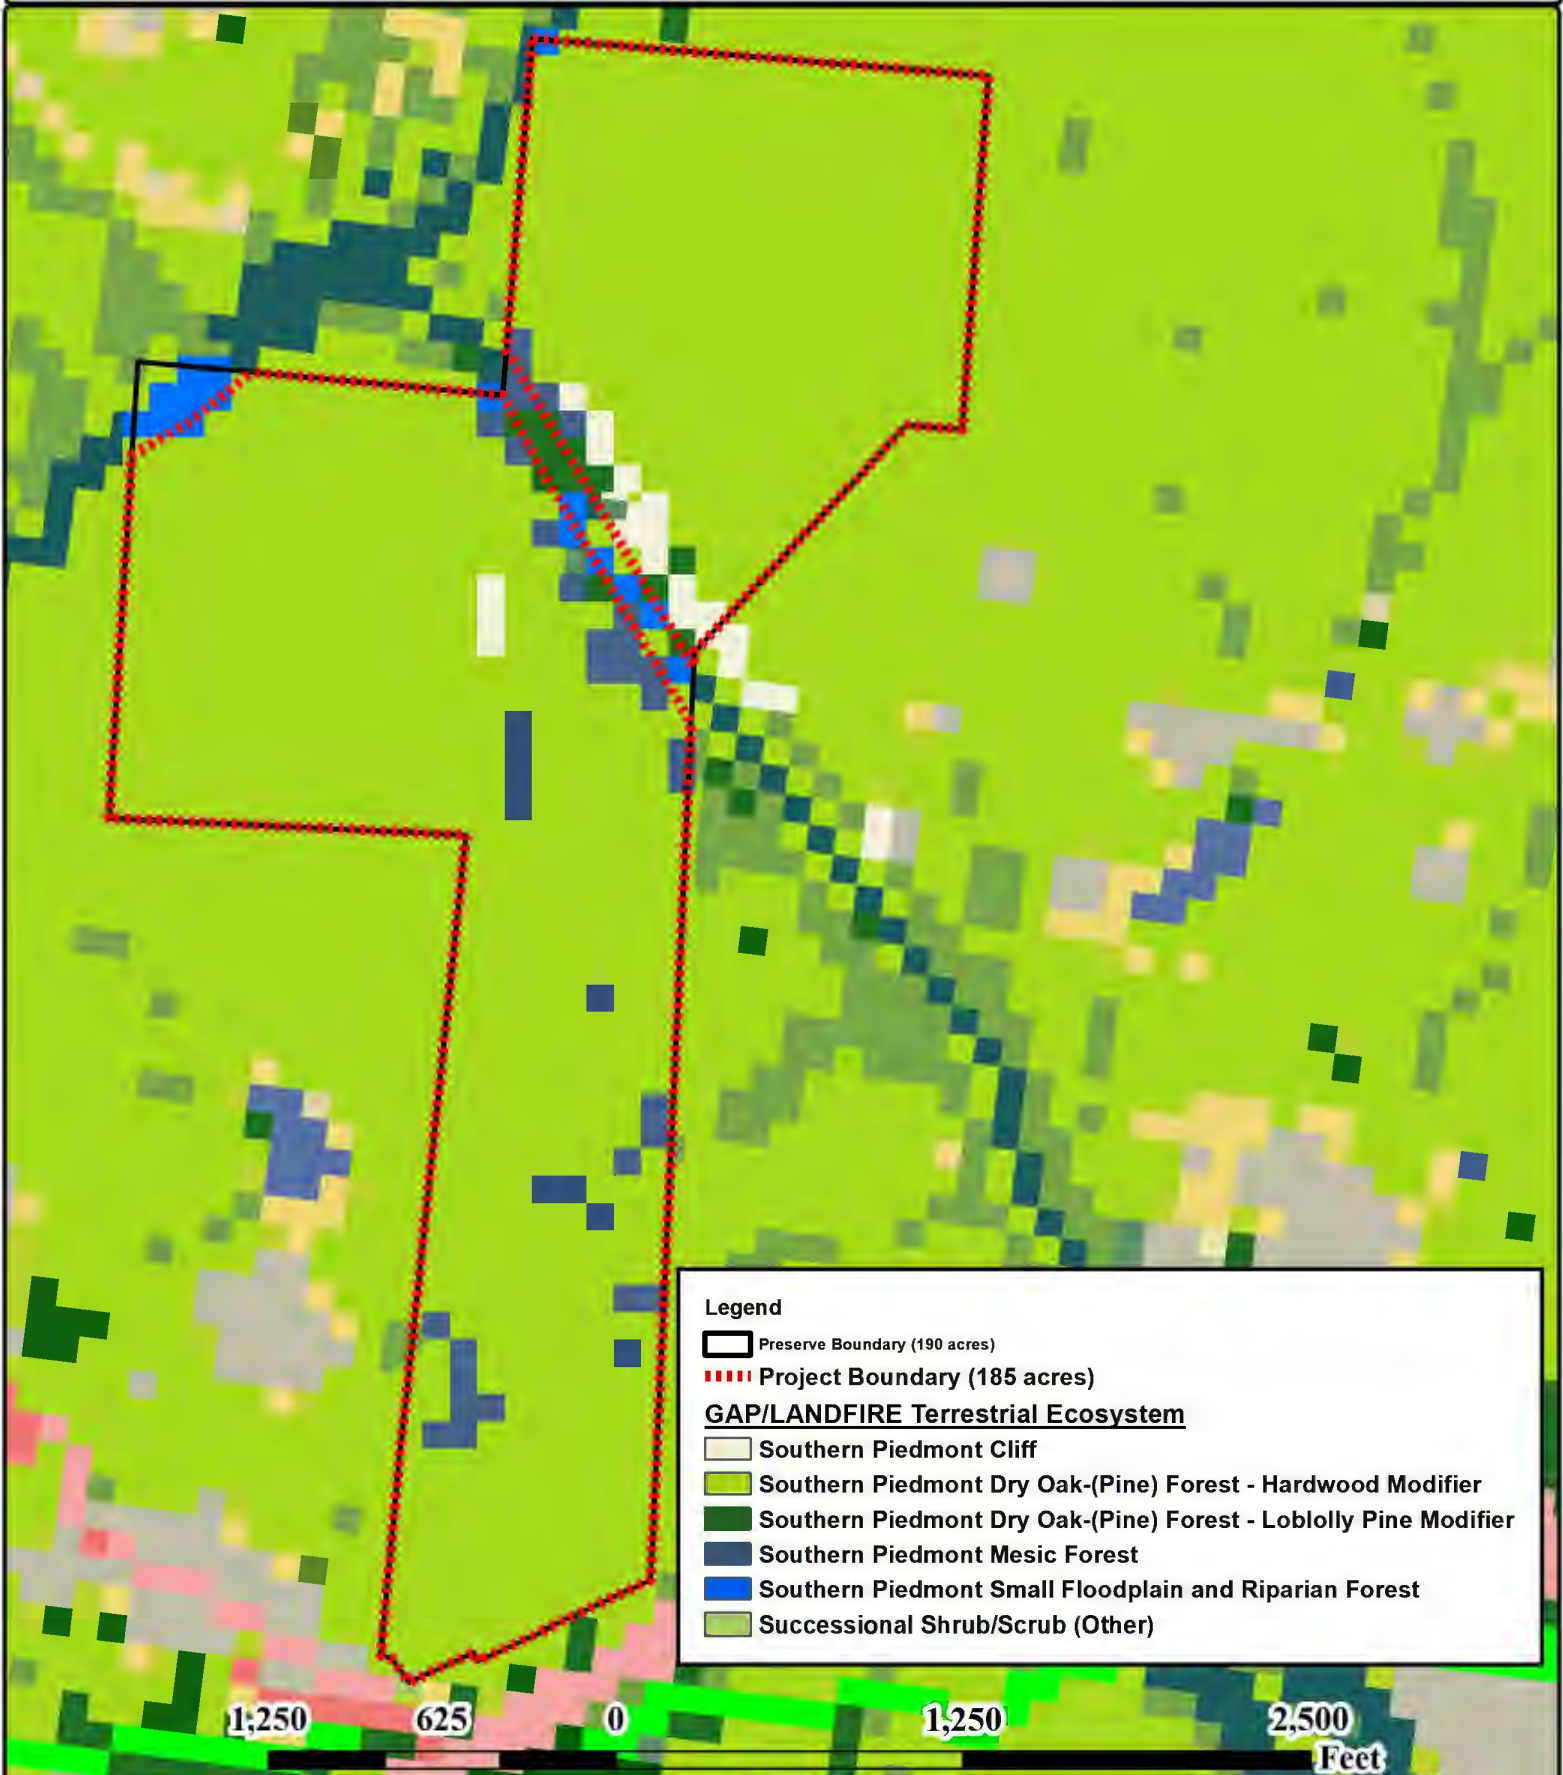 Legend
Preserve Boundary (190 acres)
Project Boundary (185 acres)
GAP/LANDFIRE Terrestrial Ecosystem
Southern Piedmont Cliff
Southern Piedmont Dry Oak-(Pine) Forest - Hardwood Modifier
Southern Piedmont Dry Oak-(Pine) Forest - Loblolly Pine Modifier
Southern Piedmont Mesic Forest
Southern Piedmont Small Floodplain and Riparian Forest
Successional Shrub/Scrub (Other)
1,250 625 0 1,250 2,500
Feet